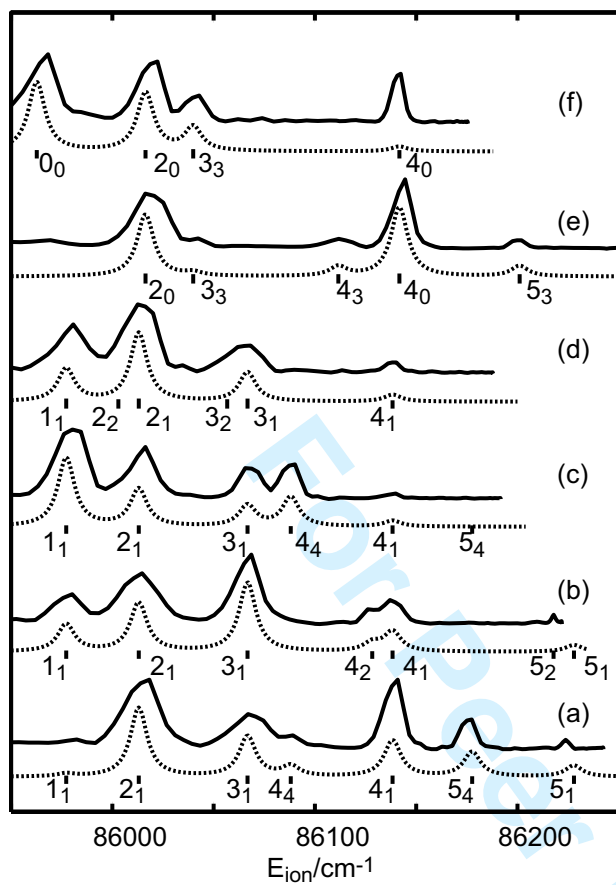 (f)
0₀ 2₀ 3₃ 4₀
(e)
2₀ 3₃ 4₃ 4₀ 5₃
(d)
1₁ 2₂ 2₁ 3₂ 3₁ 4₁
(c)
1₁ 2₁ 3₁ 4₄ 4₁ 5₄
(b)
1₁ 2₁ 3₁ 4₂ 4₁ 5₂ 5₁
(a)
1₁ 2₁ 3₁ 4₄ 4₁ 5₄ 5₁
86000 86100 86200
E_ion/cm⁻¹
For Peer